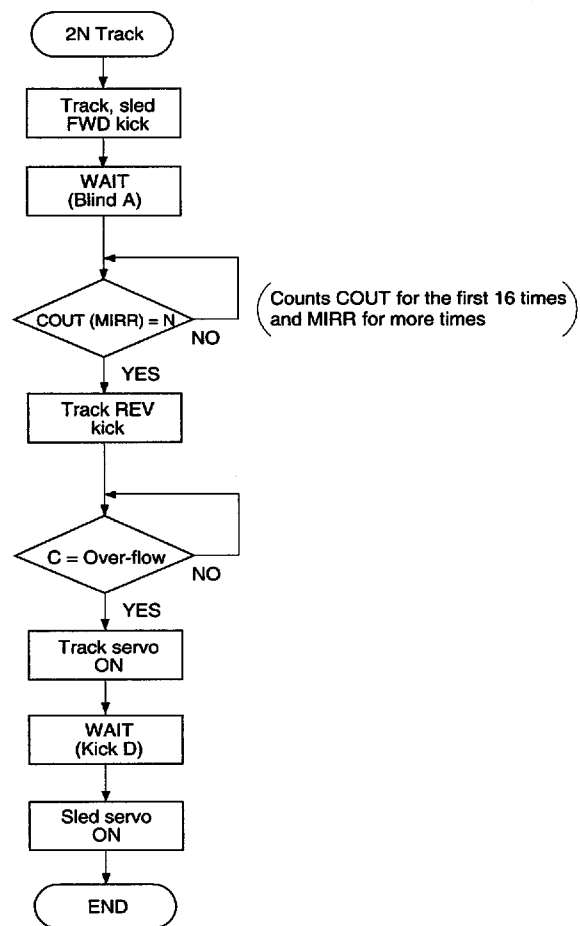 2N Track
Track, sled
FWD kick
WAIT
(Blind A)
COUT (MIRR) = N
NO
(Counts COUT for the first 16 times
and MIRR for more times)
YES
Track REV
kick
C = Over-flow
NO
YES
Track servo
ON
WAIT
(Kick D)
Sled servo
ON
END